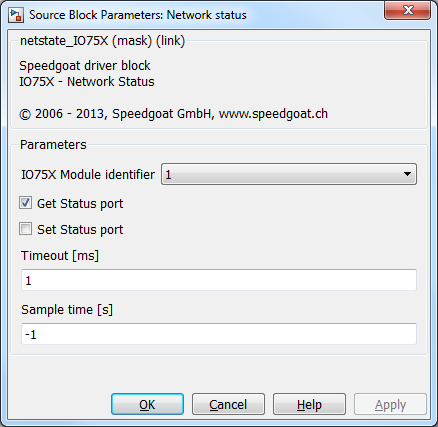 Source Block Parameters: Network status
netstate_IO75X (mask) (link)
Speedgoat driver block
IO75X - Network Status
© 2006 - 2013, Speedgoat GmbH, www.speedgoat.ch
Parameters
IO75X Module identifier 1
Get Status port
Set Status port
Timeout [ms]
1
Sample time [s]
-1
OK Cancel Help Apply